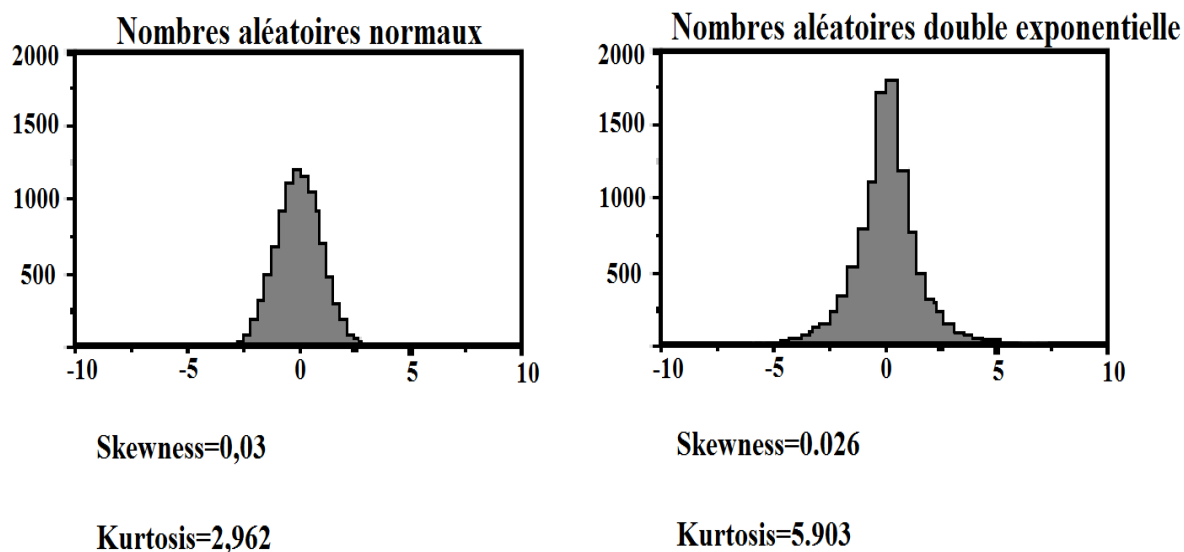 Nombres aléatoires normaux
2000
1500
1000
500
-10 -5 0 5 10
Skewness=0,03
Kurtosis=2,962
Nombres aléatoires double exponentielle
2000
1500
1000
500
-10 -5 0 5 10
Skewness=0.026
Kurtosis=5.903